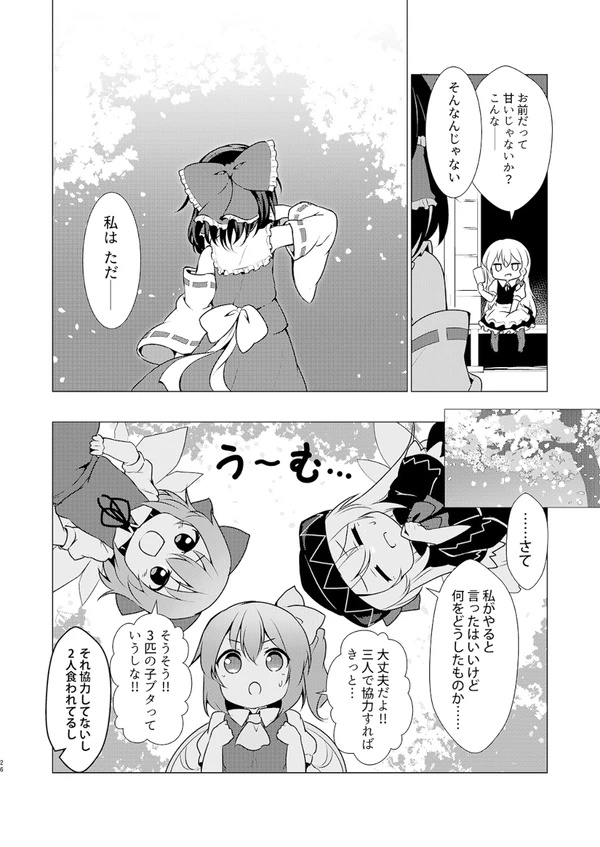 お前だって
甘いじゃないか?
こんな──
そんなんじゃない
私は ただ──
……さて
私がやると
言ったはいいけど
何をどうしたものか……
う〜む…
大丈夫だよ!!
三人で協力すれば
きっと…
そうそう!!
3匹の子ブタって
いうしな!!
それ協力してないし
2人食われてるし
26